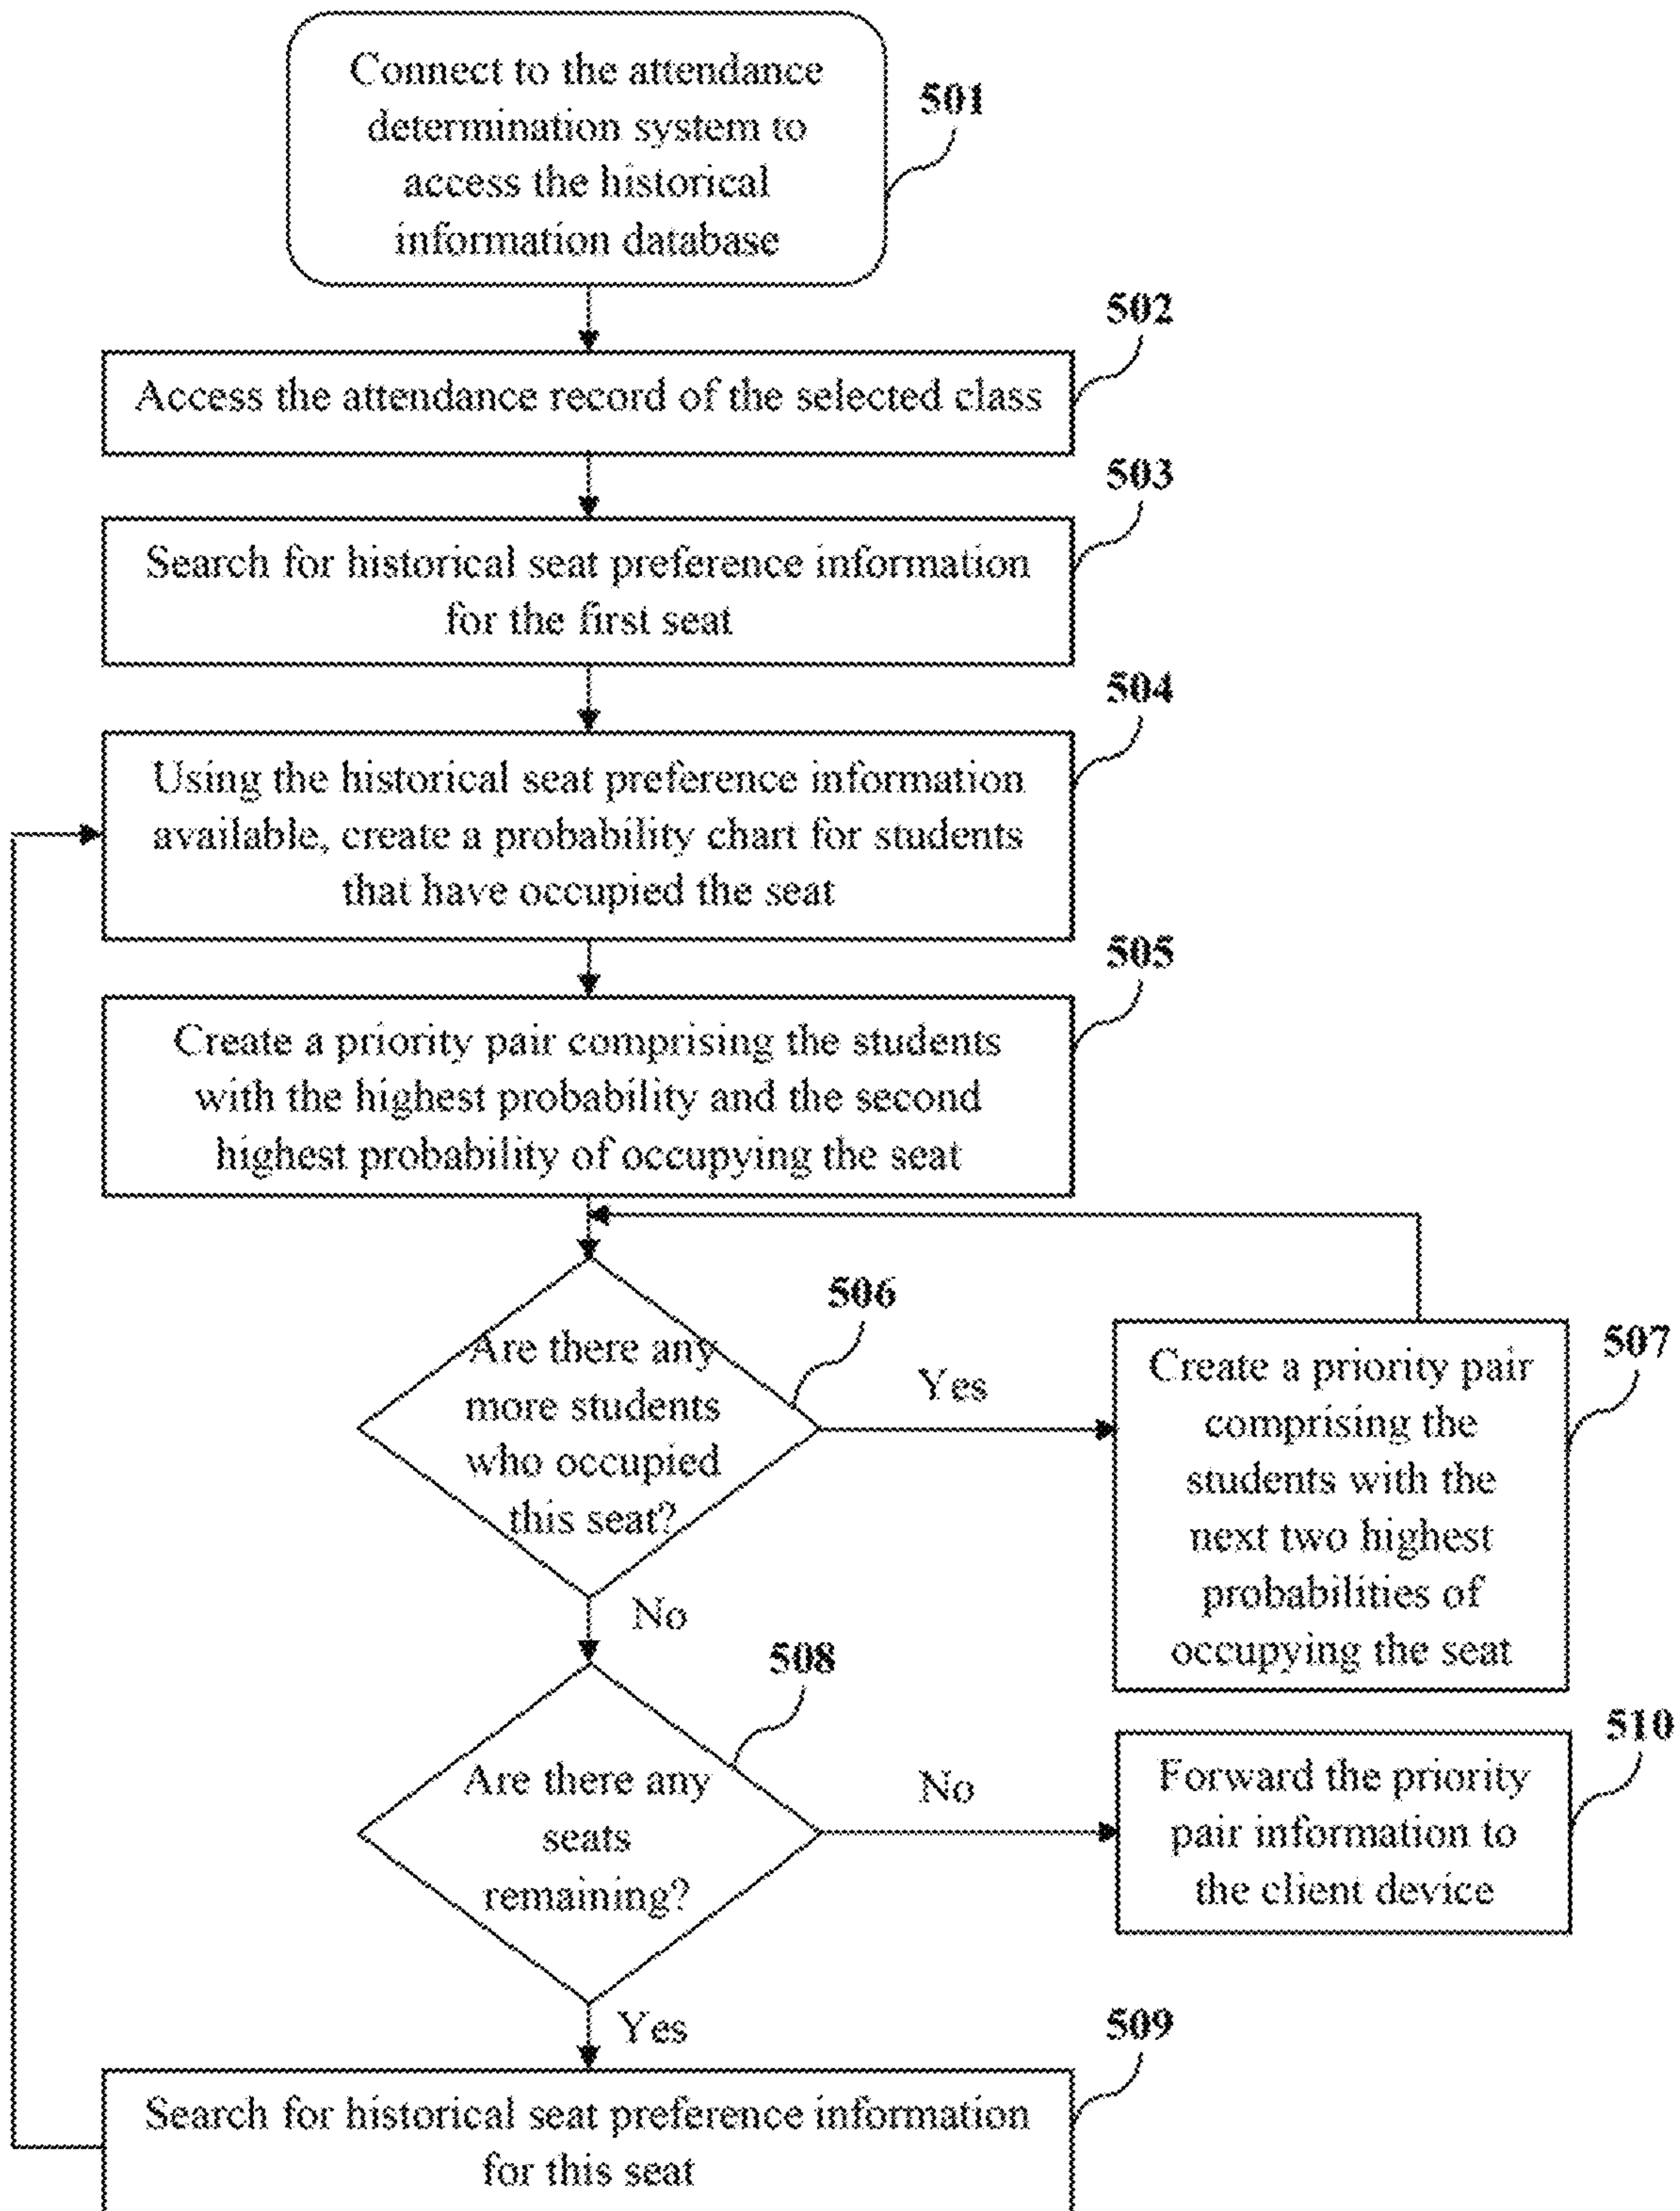 Connect to the attendance
determination system to
access the historical
information database
501
502
Access the attendance record of the selected class
503
Search for historical seat preference information
for the first seat
504
Using the historical seat preference information
available, create a probability chart for students
that have occupied the seat
505
Create a priority pair comprising the students
with the highest probability and the second
highest probability of occupying the seat
506
Are there any
more students
who occupied
this seat?
Yes
507
Create a priority pair
comprising the
students with the
next two highest
probabilities of
occupying the seat
No
508
Are there any
seats
remaining?
No
510
Forward the priority
pair information to
the client device
Yes
509
Search for historical seat preference information
for this seat